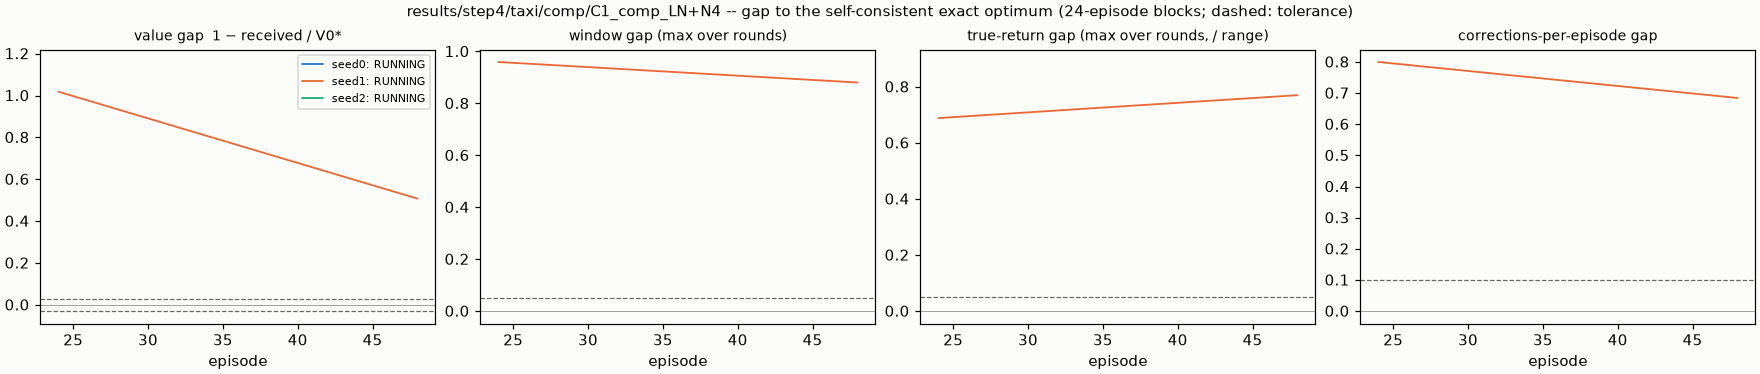 results/step4/taxi/comp/C1_comp_LN+N4 -- gap to the self-consistent exact optimum (24-episode blocks; dashed: tolerance)
value gap 1 − received / V0*
1.2
1.0
0.8
0.6
0.4
0.2
0.0
seed0: RUNNING
seed1: RUNNING
seed2: RUNNING
25 30 35 40 45
episode
window gap (max over rounds)
1.0
0.8
0.6
0.4
0.2
0.0
25 30 35 40 45
episode
true-return gap (max over rounds, / range)
0.8
0.6
0.4
0.2
0.0
25 30 35 40 45
episode
corrections-per-episode gap
0.8
0.7
0.6
0.5
0.4
0.3
0.2
0.1
0.0
25 30 35 40 45
episode